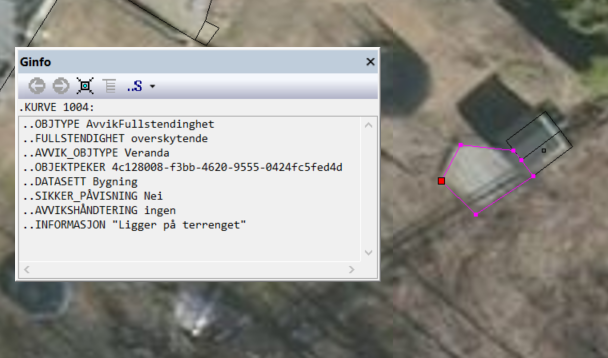 Ginfo
..S
.KURVE 1004:
..OBJTYPE AvvikFullstendinghet
..FULLSTENDIGHET overskytende
..AVVIK_OBJTYPE Veranda
..OBJEKTPEKER 4c128008-f3bb-4620-9555-0424fc5fed4d
..DATASETT Bygning
..SIKKER_PÅVISNING Nei
..AVVIKSHÅNDTERING ingen
..INFORMASJON "Ligger på terrenget"